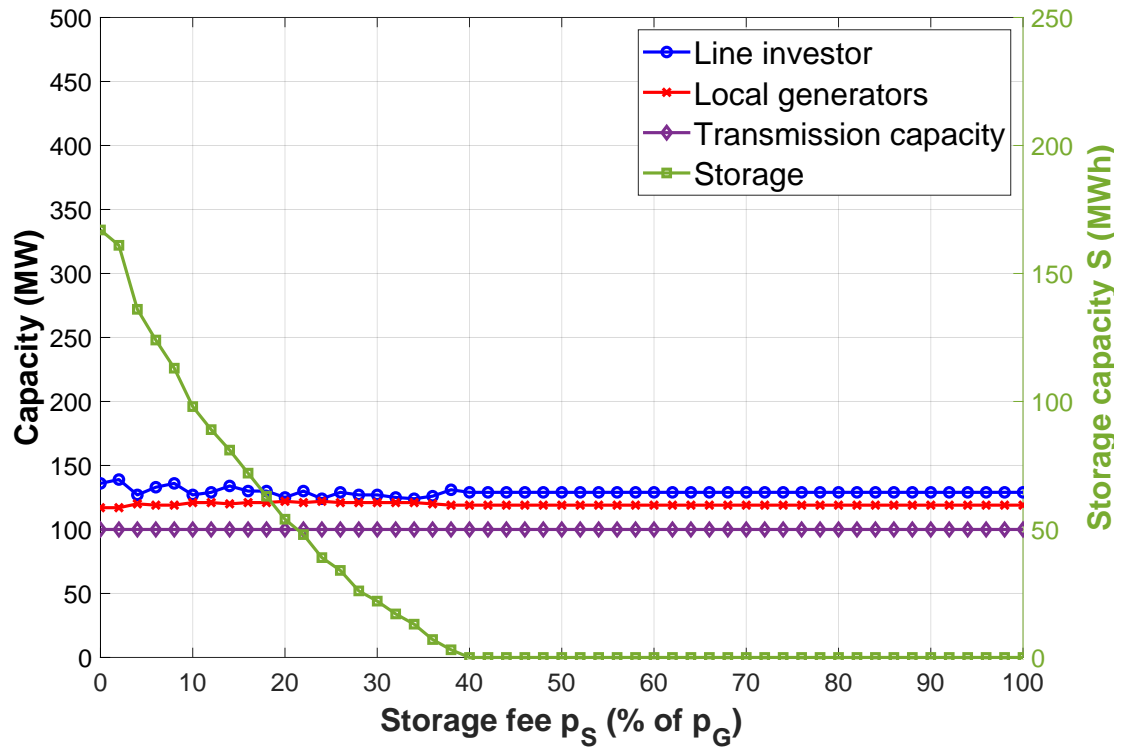 500
450
400
350
300
250
200
150
100
50
0
Capacity (MW)
Line investor
Local generators
Transmission capacity
Storage
250
200
150
100
50
0
Storage capacity S (MWh)
0 10 20 30 40 50 60 70 80 90 100
Storage fee p_S (% of p_G)